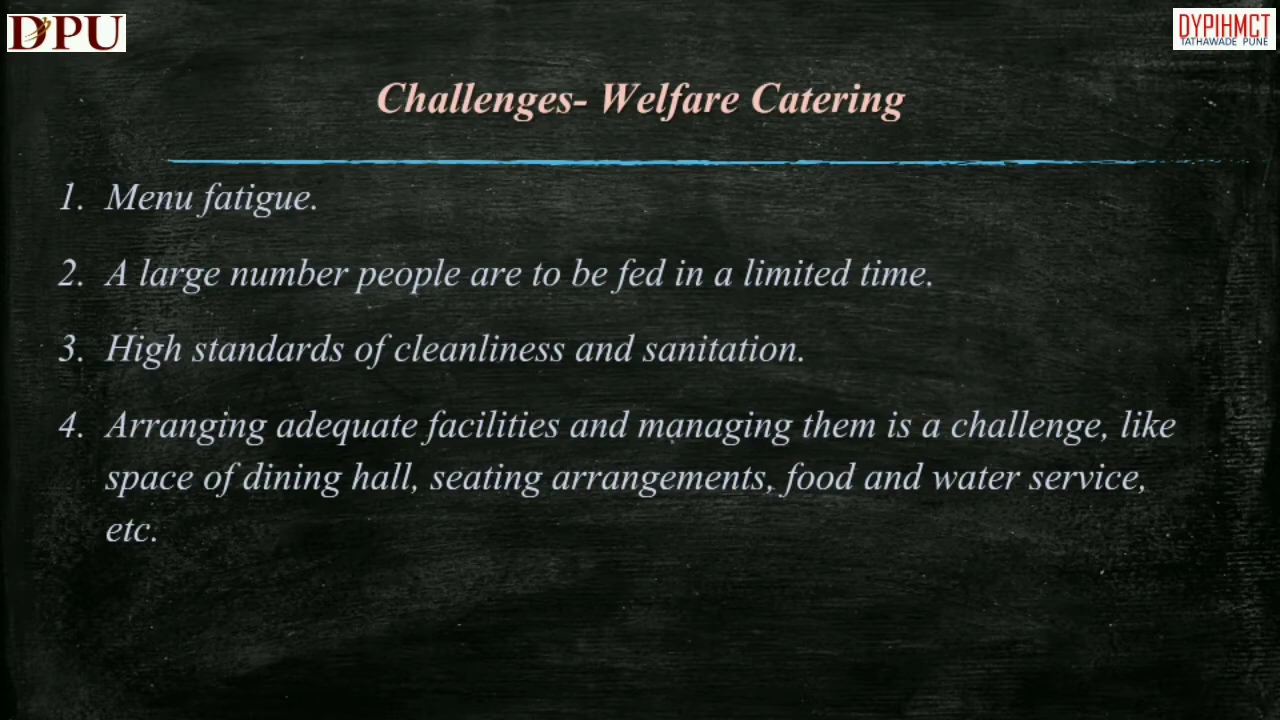 DPU
DYPIHMCT
TATHAWADE PUNE
Challenges- Welfare Catering
1. Menu fatigue.
2. A large number people are to be fed in a limited time.
3. High standards of cleanliness and sanitation.
4. Arranging adequate facilities and managing them is a challenge, like
space of dining hall, seating arrangements, food and water service,
etc.